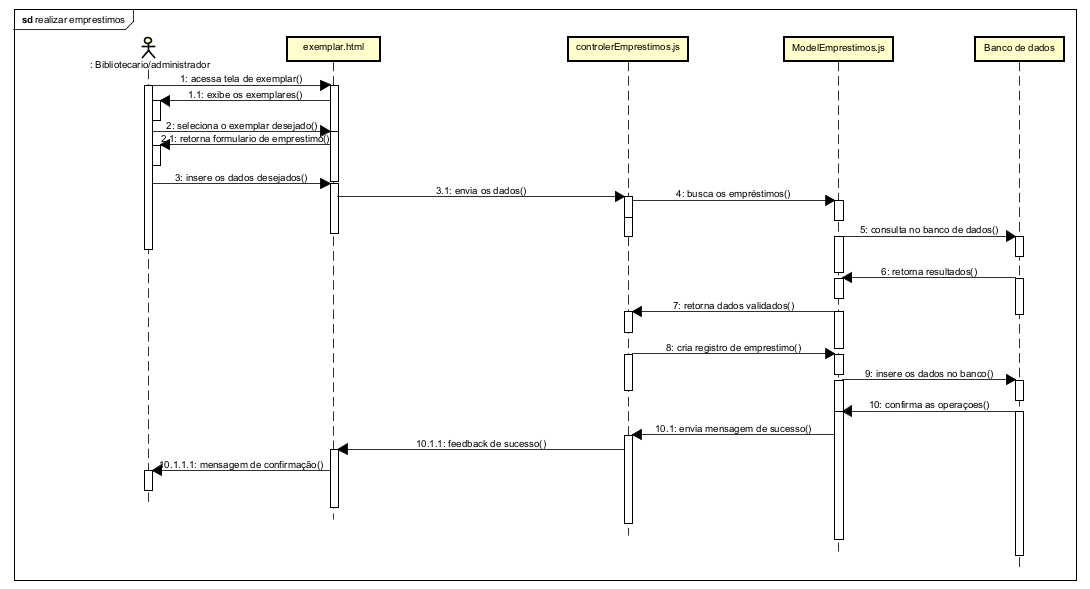 sd realizar emprestimos
: Bibliotecario/administrador
exemplar.html
controlerEmprestimos.js
ModelEmprestimos.js
Banco de dados
1: acessa tela de exemplar()
1.1: exibe os exemplares()
2: seleciona o exemplar desejado()
2.1: retorna formulario de emprestimo()
3: insere os dados desejados()
3.1: envia os dados()
4: busca os empréstimos()
5: consulta no banco de dados()
6: retorna resultados()
7: retorna dados validados()
8: cria registro de emprestimo()
9: insere os dados no banco()
10: confirma as operaçoes()
10.1: envia mensagem de sucesso()
10.1.1: feedback de sucesso()
10.1.1.1: mensagem de confirmação()